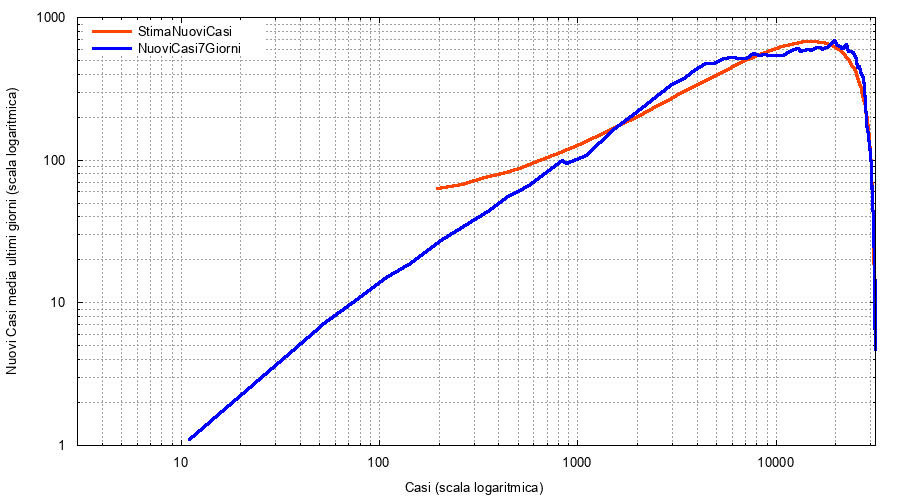 1000
StimaNuoviCasi
NuoviCasi7Giorni
100
10
1
Nuovi Casi media ultimi giorni (scala logaritmica)
10 100 1000 10000
Casi (scala logaritmica)